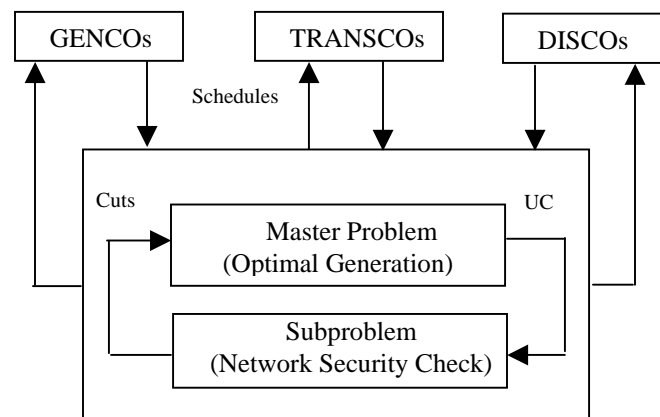 GENCOs
TRANSCOs
DISCOs
Schedules
Cuts
UC
Master Problem
(Optimal Generation)
Subproblem
(Network Security Check)